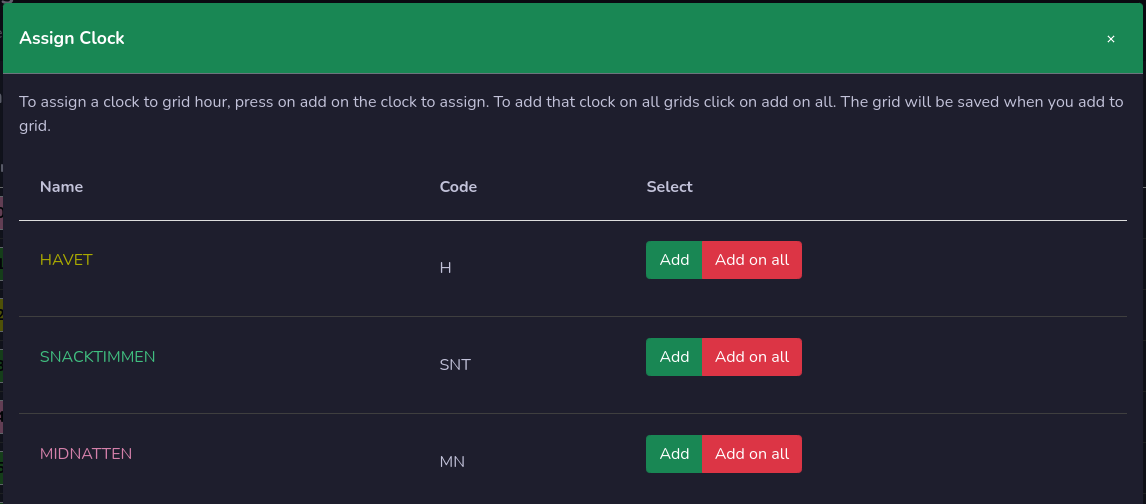 Assign Clock ×
To assign a clock to grid hour, press on add on the clock to assign. To add that clock on all grids click on add on all. The grid will be saved when you add to
grid.
Name Code Select
HAVET H Add Add on all
SNACKTIMMEN SNT Add Add on all
MIDNATTEN MN Add Add on all